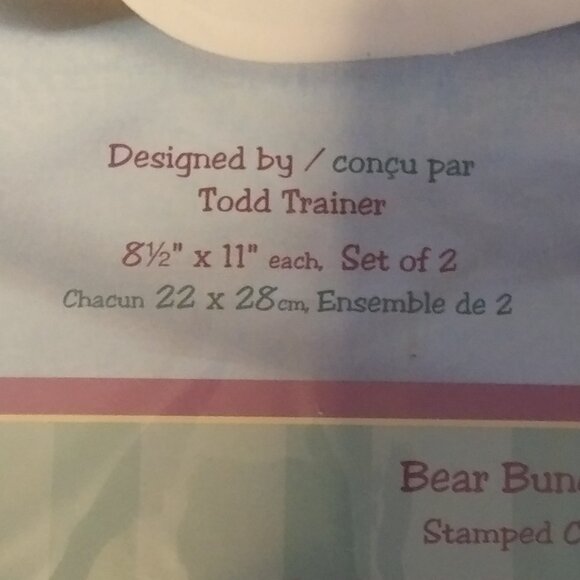 Designed by / conçu par
Todd Trainer
8½" x 11" each, Set of 2
Chacun 22 x 28cm, Ensemble de 2
Bear
Stamped